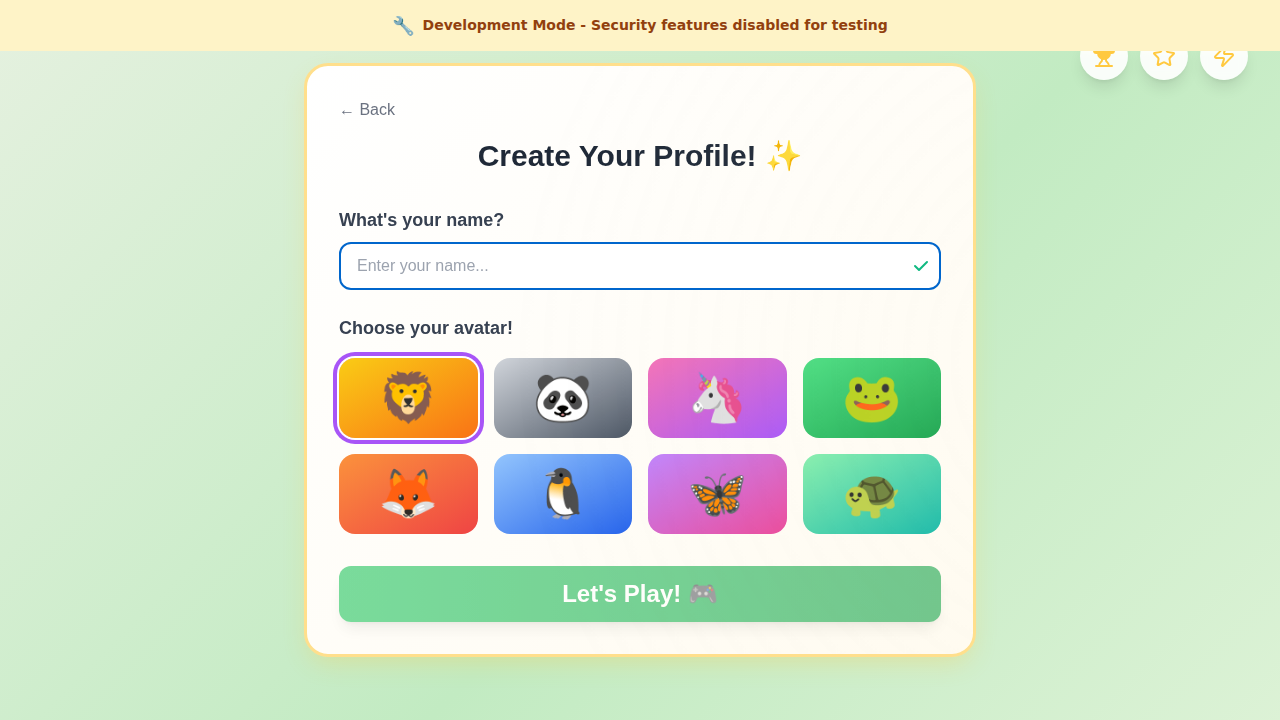 🔧 Development Mode - Security features disabled for testing
← Back
Create Your Profile! ✨
What's your name?
Enter your name...
Choose your avatar!
Let's Play! 🎮